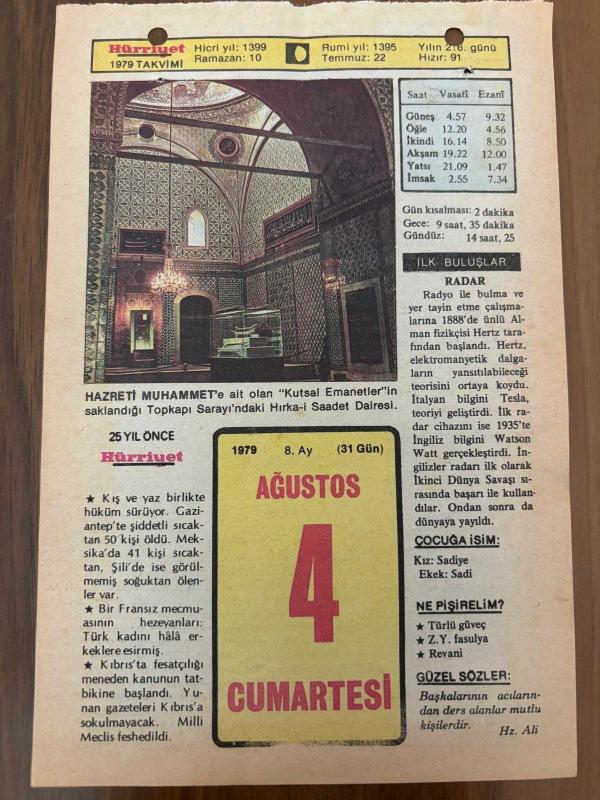 Hürriyet
1979 TAKVİMİ
Hicri yıl: 1399
Ramazan: 10
Rumi yıl: 1395
Temmuz: 22
Yılın 216. günü
Hızır: 91
Saat Vasatî Ezanî
Güneş 4.57 9.32
Öğle 12.20 4.56
İkindi 16.14 8.50
Akşam 19.22 12.00
Yatsı 21.09 1.47
İmsak 2.55 7.34
Gün kısalması: 2 dakika
Gece: 9 saat, 35 dakika
Gündüz: 14 saat, 25
İLK BULUŞLAR
RADAR
Radyo ile bulma ve
yer tayin etme çalışma-
larına 1888'de ünlü Al-
man fizikçisi Hertz tara-
fından başlandı. Hertz,
elektromanyetik dalga-
ların yansıtılabileceği
teorisini ortaya koydu.
İtalyan bilgini Tesla,
teoriyi geliştirdi. İlk ra-
dar cihazını ise 1935'te
İngiliz bilgini Watson
Watt gerçekleştirdi. İn-
gilizler radarı ilk olarak
İkinci Dünya Savaşı sı-
rasında başarı ile kullan-
dılar. Ondan sonra da
dünyaya yayıldı.
HAZRETİ MUHAMMET'e ait olan "Kutsal Emanetler"in
saklandığı Topkapı Sarayı'ndaki Hırka-i Saadet Dairesi.
25 YIL ÖNCE
Hürriyet
★ Kış ve yaz birlikte
hüküm sürüyor. Gazi-
antep'te şiddetli sıcak-
tan 50 kişi öldü. Mek-
sika'da 41 kişi sıcak-
tan, Şili'de ise görül-
memiş soğuktan ölen-
ler var.
★ Bir Fransız mecmu-
asının hezeyanları:
Türk kadını hâlâ er-
keklere esirmiş.
★ Kıbrıs'ta fesatçılığı
meneden kanunun tat-
bikine başlandı. Yu-
nan gazeteleri Kıbrıs'a
sokulmayacak. Milli
Meclis feshedildi.
1979 8. Ay (31 Gün)
AĞUSTOS
4
CUMARTESİ
ÇOCUĞA İSİM:
Kız: Sadiye
Ekek: Sadi
NE PİŞİRELİM?
★ Türlü güveç
★ Z.Y. fasulya
★ Revani
GÜZEL SÖZLER:
Başkalarının acıların-
dan ders alanlar mutlu
kişilerdir.
Hz. Ali